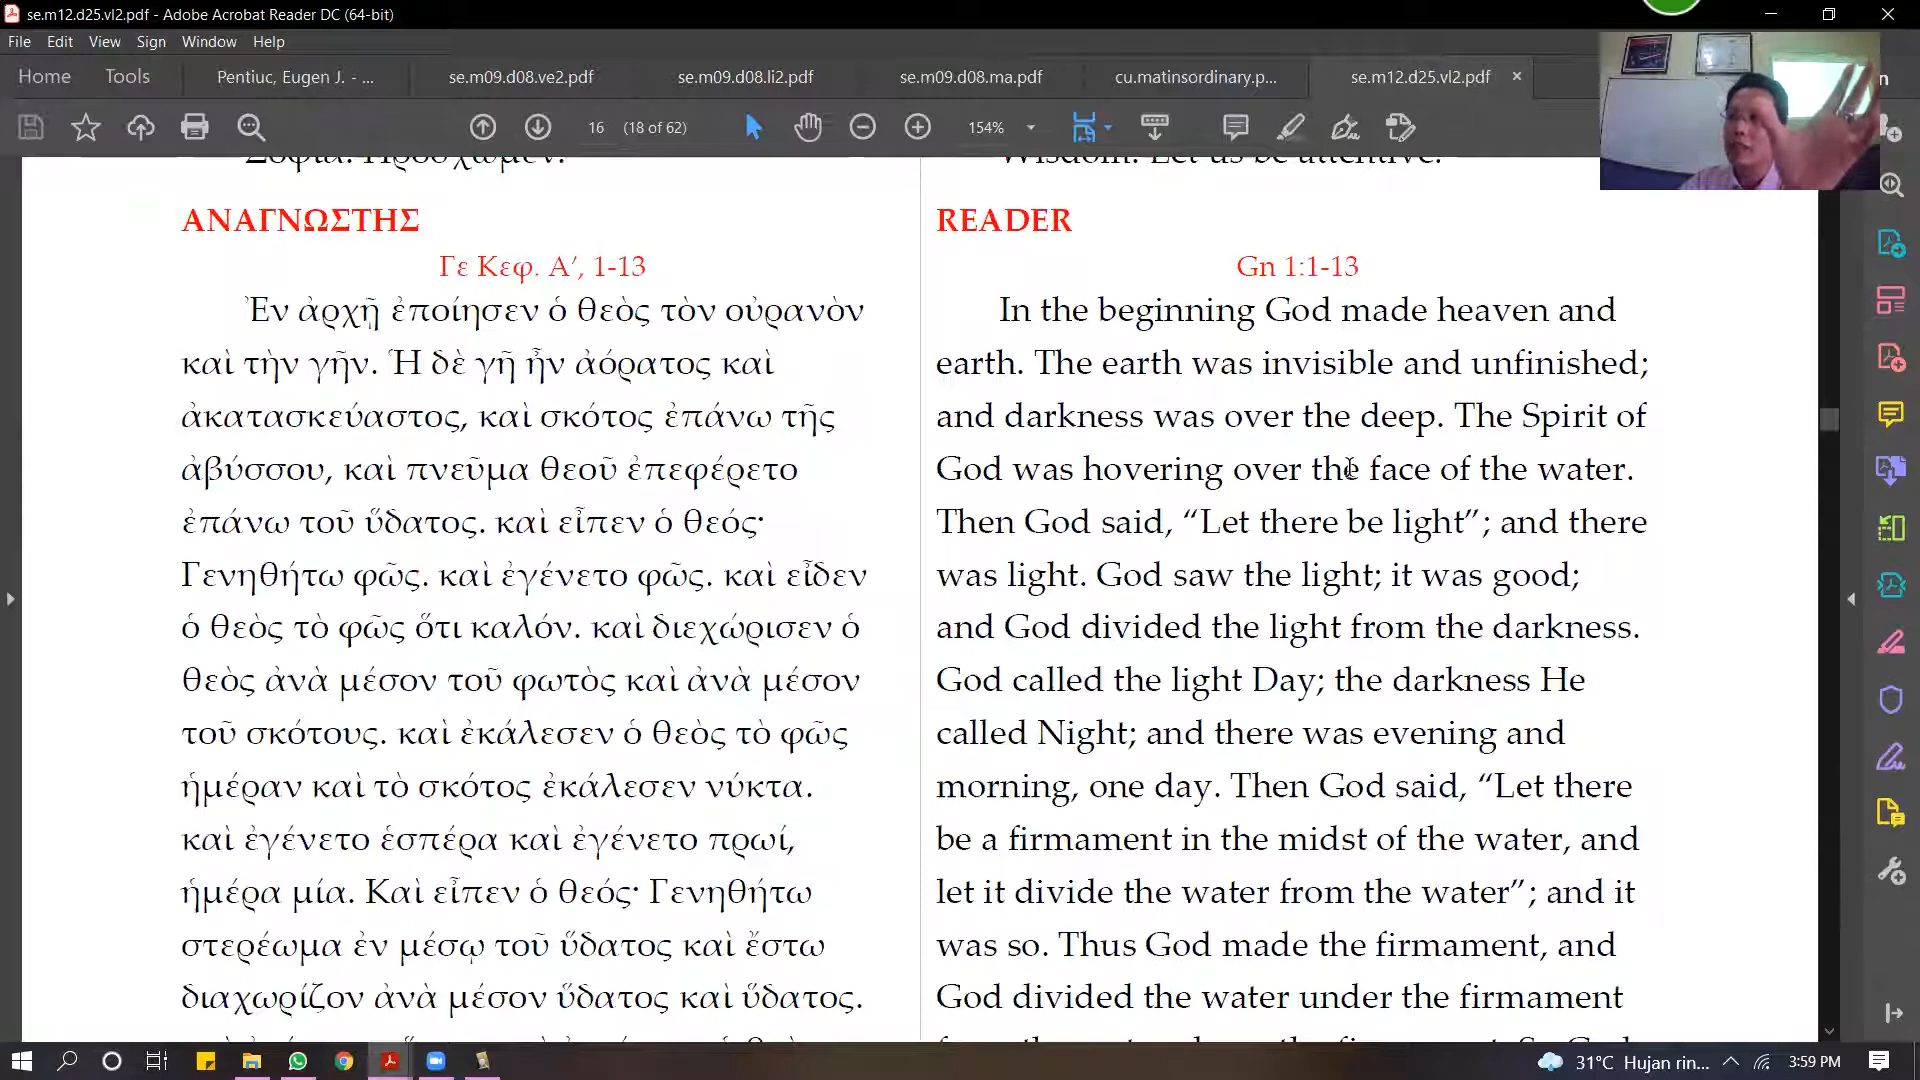 se.m12.d25.vl2.pdf - Adobe Acrobat Reader DC (64-bit)
File Edit View Sign Window Help
Home Tools Pentiuc, Eugen J. - ... se.m09.d08.ve2.pdf se.m09.d08.li2.pdf se.m09.d08.ma.pdf cu.matinsordinary.p... se.m12.d25.vl2.pdf
16 (18 of 62) 154%
Σοφία. Πρόσχωμεν.
ΑΝΑΓΝΩΣΤΗΣ
Γε Κεφ. Α′, 1-13
Ἐν ἀρχῇ ἐποίησεν ὁ θεὸς τὸν οὐρανὸν
καὶ τὴν γῆν. Ἡ δὲ γῆ ἦν ἀόρατος καὶ
ἀκατασκεύαστος, καὶ σκότος ἐπάνω τῆς
ἀβύσσου, καὶ πνεῦμα θεοῦ ἐπεφέρετο
ἐπάνω τοῦ ὕδατος. καὶ εἶπεν ὁ θεός·
Γενηθήτω φῶς. καὶ ἐγένετο φῶς. καὶ εἶδεν
ὁ θεὸς τὸ φῶς ὅτι καλόν. καὶ διεχώρισεν ὁ
θεὸς ἀνὰ μέσον τοῦ φωτὸς καὶ ἀνὰ μέσον
τοῦ σκότους. καὶ ἐκάλεσεν ὁ θεὸς τὸ φῶς
ἡμέραν καὶ τὸ σκότος ἐκάλεσεν νύκτα.
καὶ ἐγένετο ἑσπέρα καὶ ἐγένετο πρωί,
ἡμέρα μία. Καὶ εἶπεν ὁ θεός· Γενηθήτω
στερέωμα ἐν μέσῳ τοῦ ὕδατος καὶ ἔστω
διαχωρίζον ἀνὰ μέσον ὕδατος καὶ ὕδατος.
Wisdom. Let us be attentive.
READER
Gn 1:1-13
In the beginning God made heaven and
earth. The earth was invisible and unfinished;
and darkness was over the deep. The Spirit of
God was hovering over the face of the water.
Then God said, “Let there be light”; and there
was light. God saw the light; it was good;
and God divided the light from the darkness.
God called the light Day; the darkness He
called Night; and there was evening and
morning, one day. Then God said, “Let there
be a firmament in the midst of the water, and
let it divide the water from the water”; and it
was so. Thus God made the firmament, and
God divided the water under the firmament
31°C Hujan rin... 3:59 PM